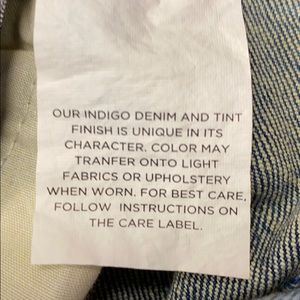 OUR INDIGO DENIM AND TINT
FINISH IS UNIQUE IN ITS
CHARACTER. COLOR MAY
TRANFER ONTO LIGHT
FABRICS OR UPHOLSTERY
WHEN WORN. FOR BEST CARE,
FOLLOW INSTRUCTIONS ON
THE CARE LABEL.